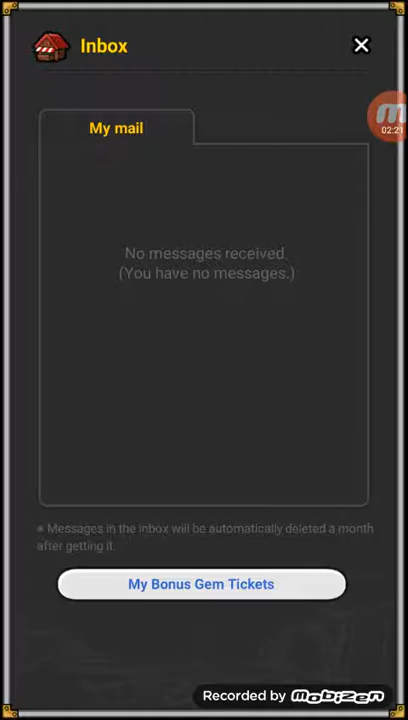 Inbox
My mail
02:21
No messages received.
(You have no messages.)
* Messages in the inbox will be automatically deleted a month
after getting it.
My Bonus Gem Tickets
Recorded by mobizen